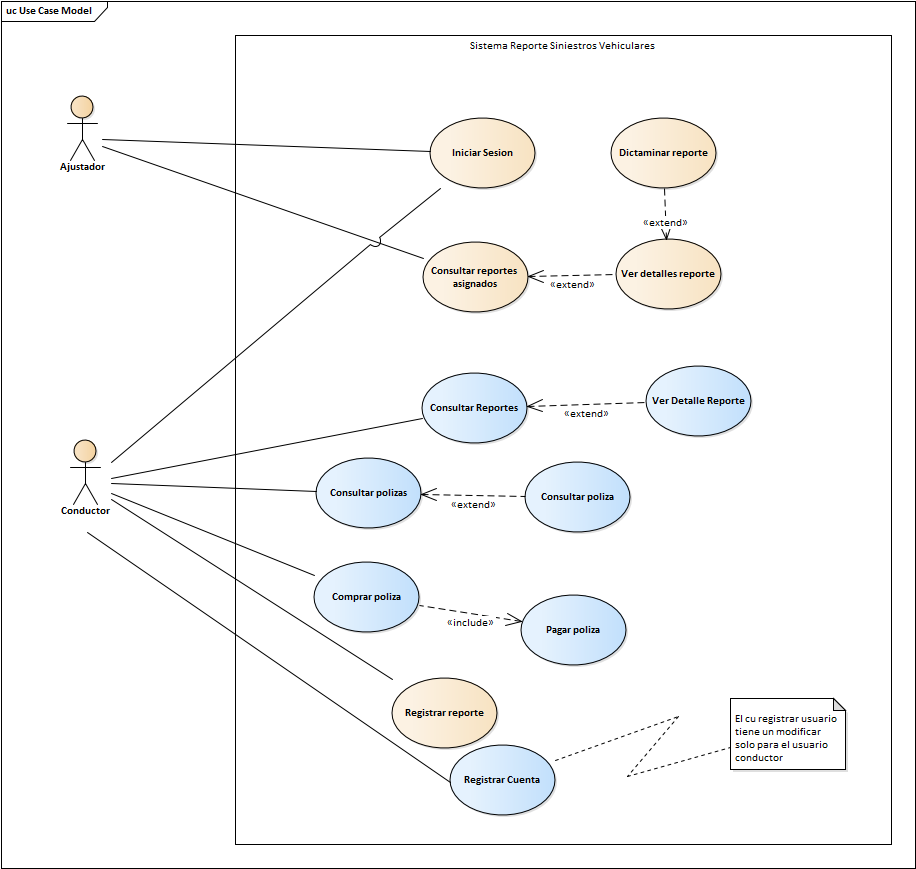 uc Use Case Model
Sistema Reporte Siniestros Vehiculares
Ajustador
Iniciar Sesion
Dictaminar reporte
«extend»
Consultar reportes
asignados
«extend»
Ver detalles reporte
Consultar Reportes
«extend»
Ver Detalle Reporte
Conductor
Consultar polizas
«extend»
Consultar poliza
Comprar poliza
«include»
Pagar poliza
Registrar reporte
Registrar Cuenta
El cu registrar usuario
tiene un modificar
solo para el usuario
conductor